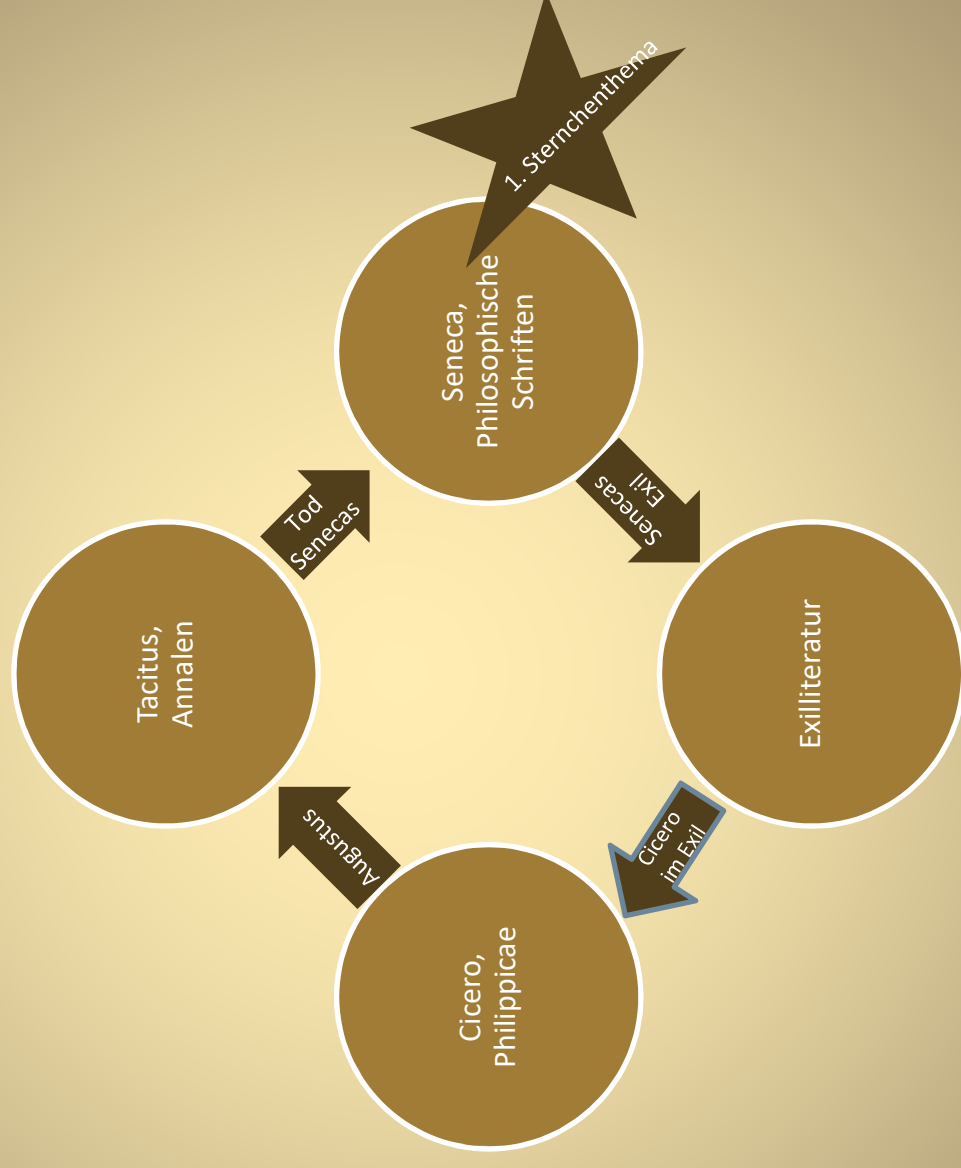 Tacitus,
Annalen
Tod
Senecas
1. Sternchenthema
Seneca,
Philosophische
Schriften
Senecas
Exil
Exilliteratur
Cicero
im Exil
Cicero,
Philippicae
Augustus